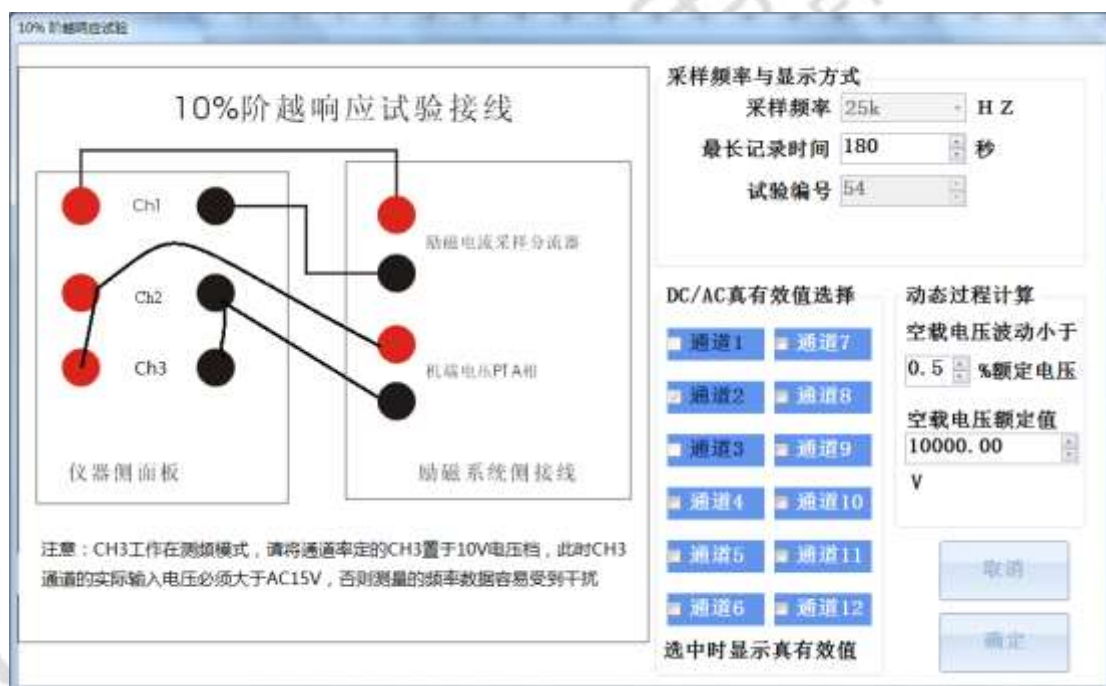 10% 阶越响应试验
10%阶越响应试验接线
Ch1
励磁电流采样分流器
Ch2
Ch3
机端电压PT A相
仪器侧面板
励磁系统侧接线
注意：CH3工作在测频模式，请将通道率定的CH3置于10V电压档，此时CH3
通道的实际输入电压必须大于AC15V，否则测量的频率数据容易受到干扰
采样频率与显示方式
采样频率 25k HZ
最长记录时间 180 秒
试验编号 54
DC/AC真有效值选择
通道1 通道7
通道2 通道8
通道3 通道9
通道4 通道10
通道5 通道11
通道6 通道12
选中时显示真有效值
动态过程计算
空载电压波动小于
0.5 %额定电压
空载电压额定值
10000.00
V
取消
确定